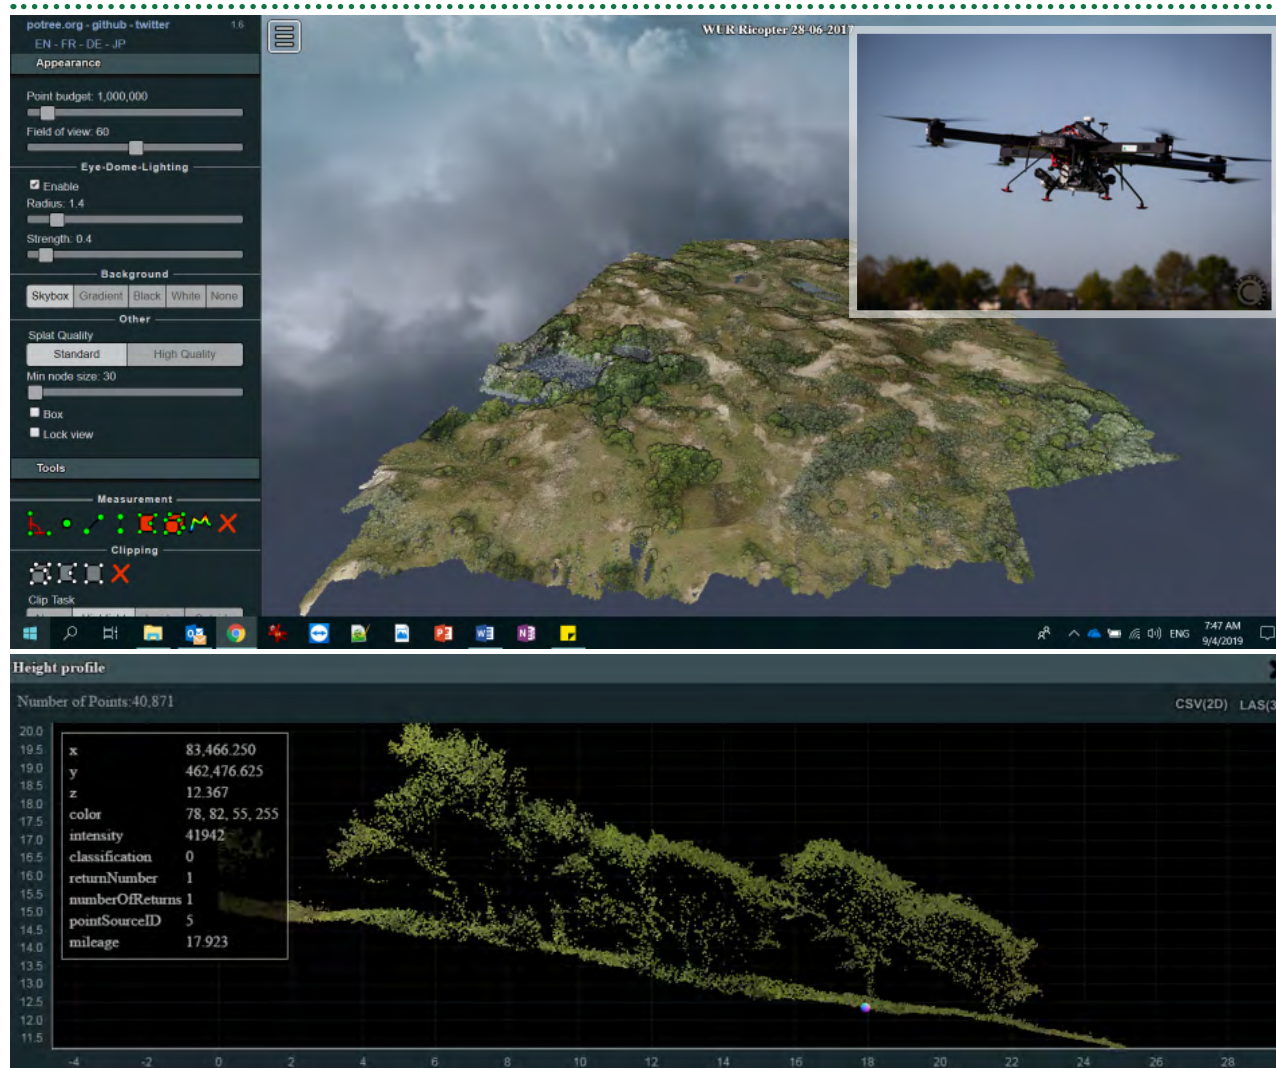 potree.org - github - twitter 1.6
EN - FR - DE - JP
Appearance
Point budget: 1,000,000
Field of view: 60
Eye-Dome-Lighting
Enable
Radius: 1.4
Strength: 0.4
Background
Skybox Gradient Black White None
Other
Splat Quality
Standard High Quality
Min node size: 30
Box
Lock view
Tools
Measurement
Clipping
Clip Task
WUR Ricopter 28-06-2017
ENG
7:47 AM
9/4/2019
Height profile
Number of Points:40,871
CSV(2D) LAS(3
20.0
19.5
19.0
18.5
18.0
17.5
17.0
16.5
16.0
15.5
15.0
14.5
14.0
13.5
13.0
12.5
12.0
11.5
x 83,466.250
y 462,476.625
z 12.367
color 78, 82, 55, 255
intensity 41942
classification 0
returnNumber 1
numberOfReturns 1
pointSourceID 5
mileage 17.923
-4 -2 0 2 4 6 8 10 12 14 16 18 20 22 24 26 28